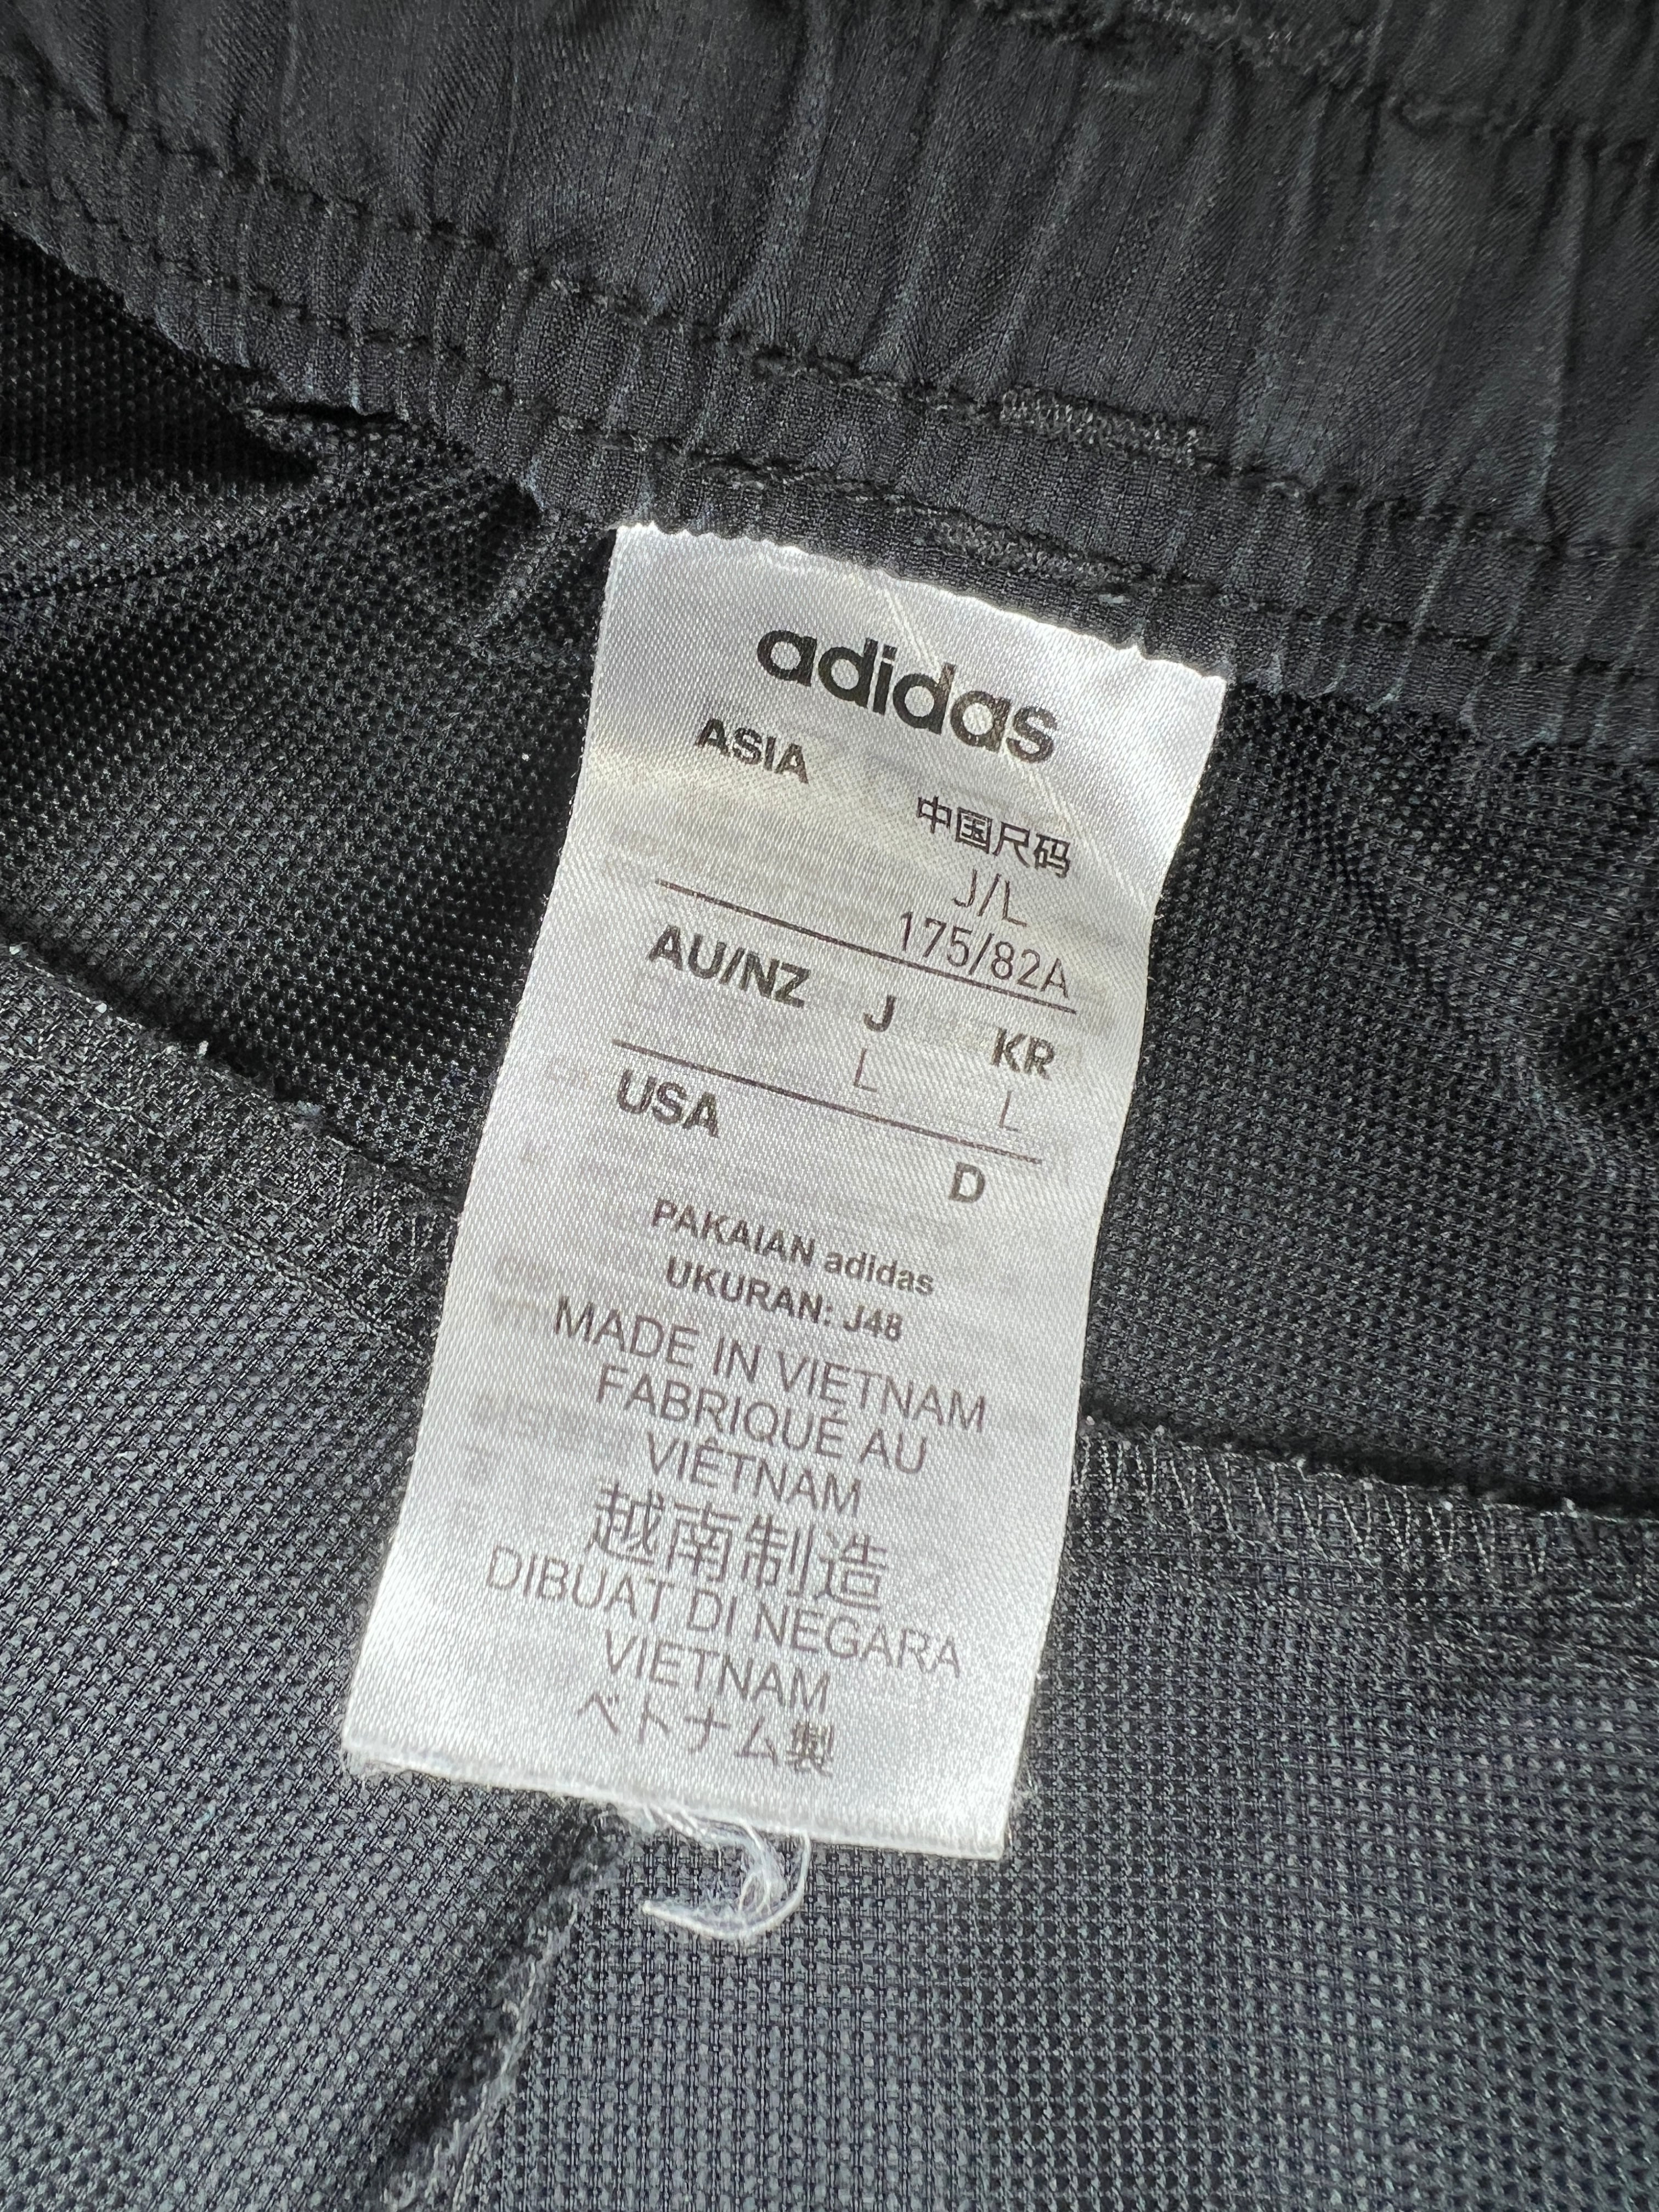 adidas
ASIA
中国尺码
J/L
175/82A
AU/NZ J KR
L L
USA
D
PAKAIAN adidas
UKURAN: J48
MADE IN VIETNAM
FABRIQUÉ AU
VIÊTNAM
越南制造
DIBUAT DI NEGARA
VIETNAM
ベトナム製